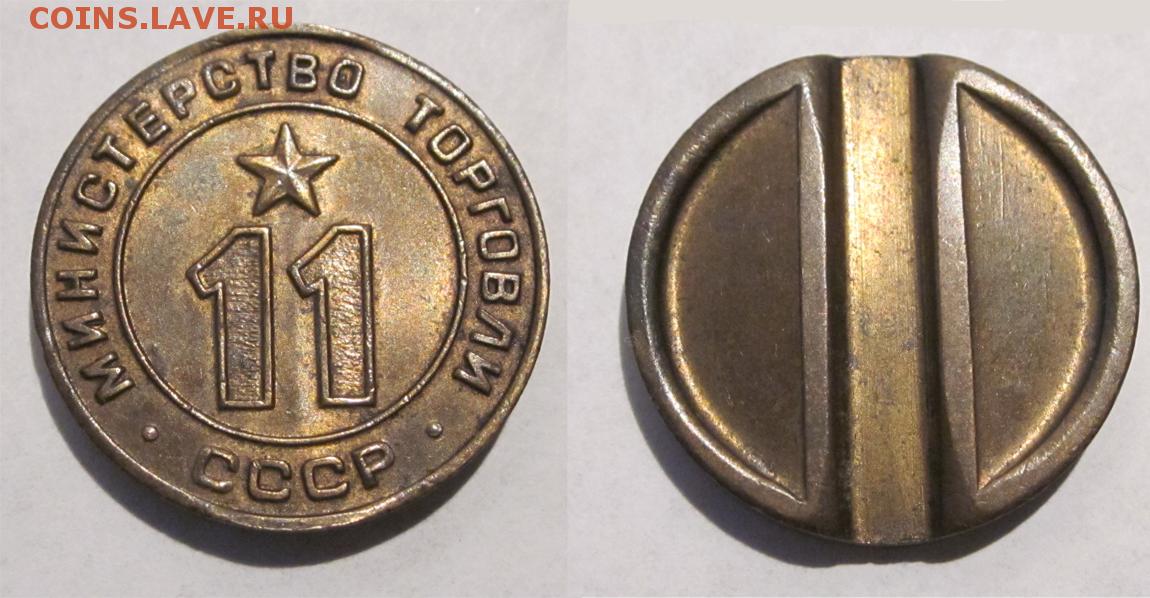 COINS.LAVE.RU
МИНИСТЕРСТВО ТОРГОВЛИ
11
· СССР ·